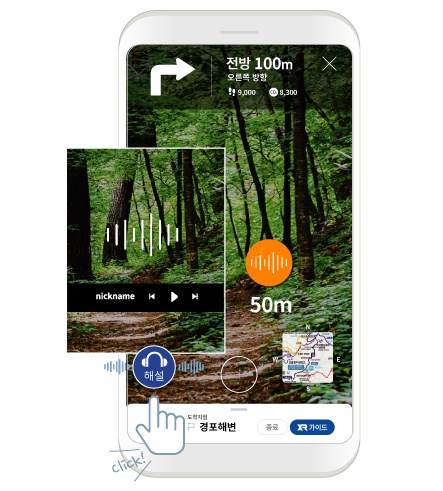 전방 100m
오른쪽 방향
9,000
8,300
nickname
50m
N
W
E
S
해설
도착지점
경포해변
종료
XR 가이드
click!